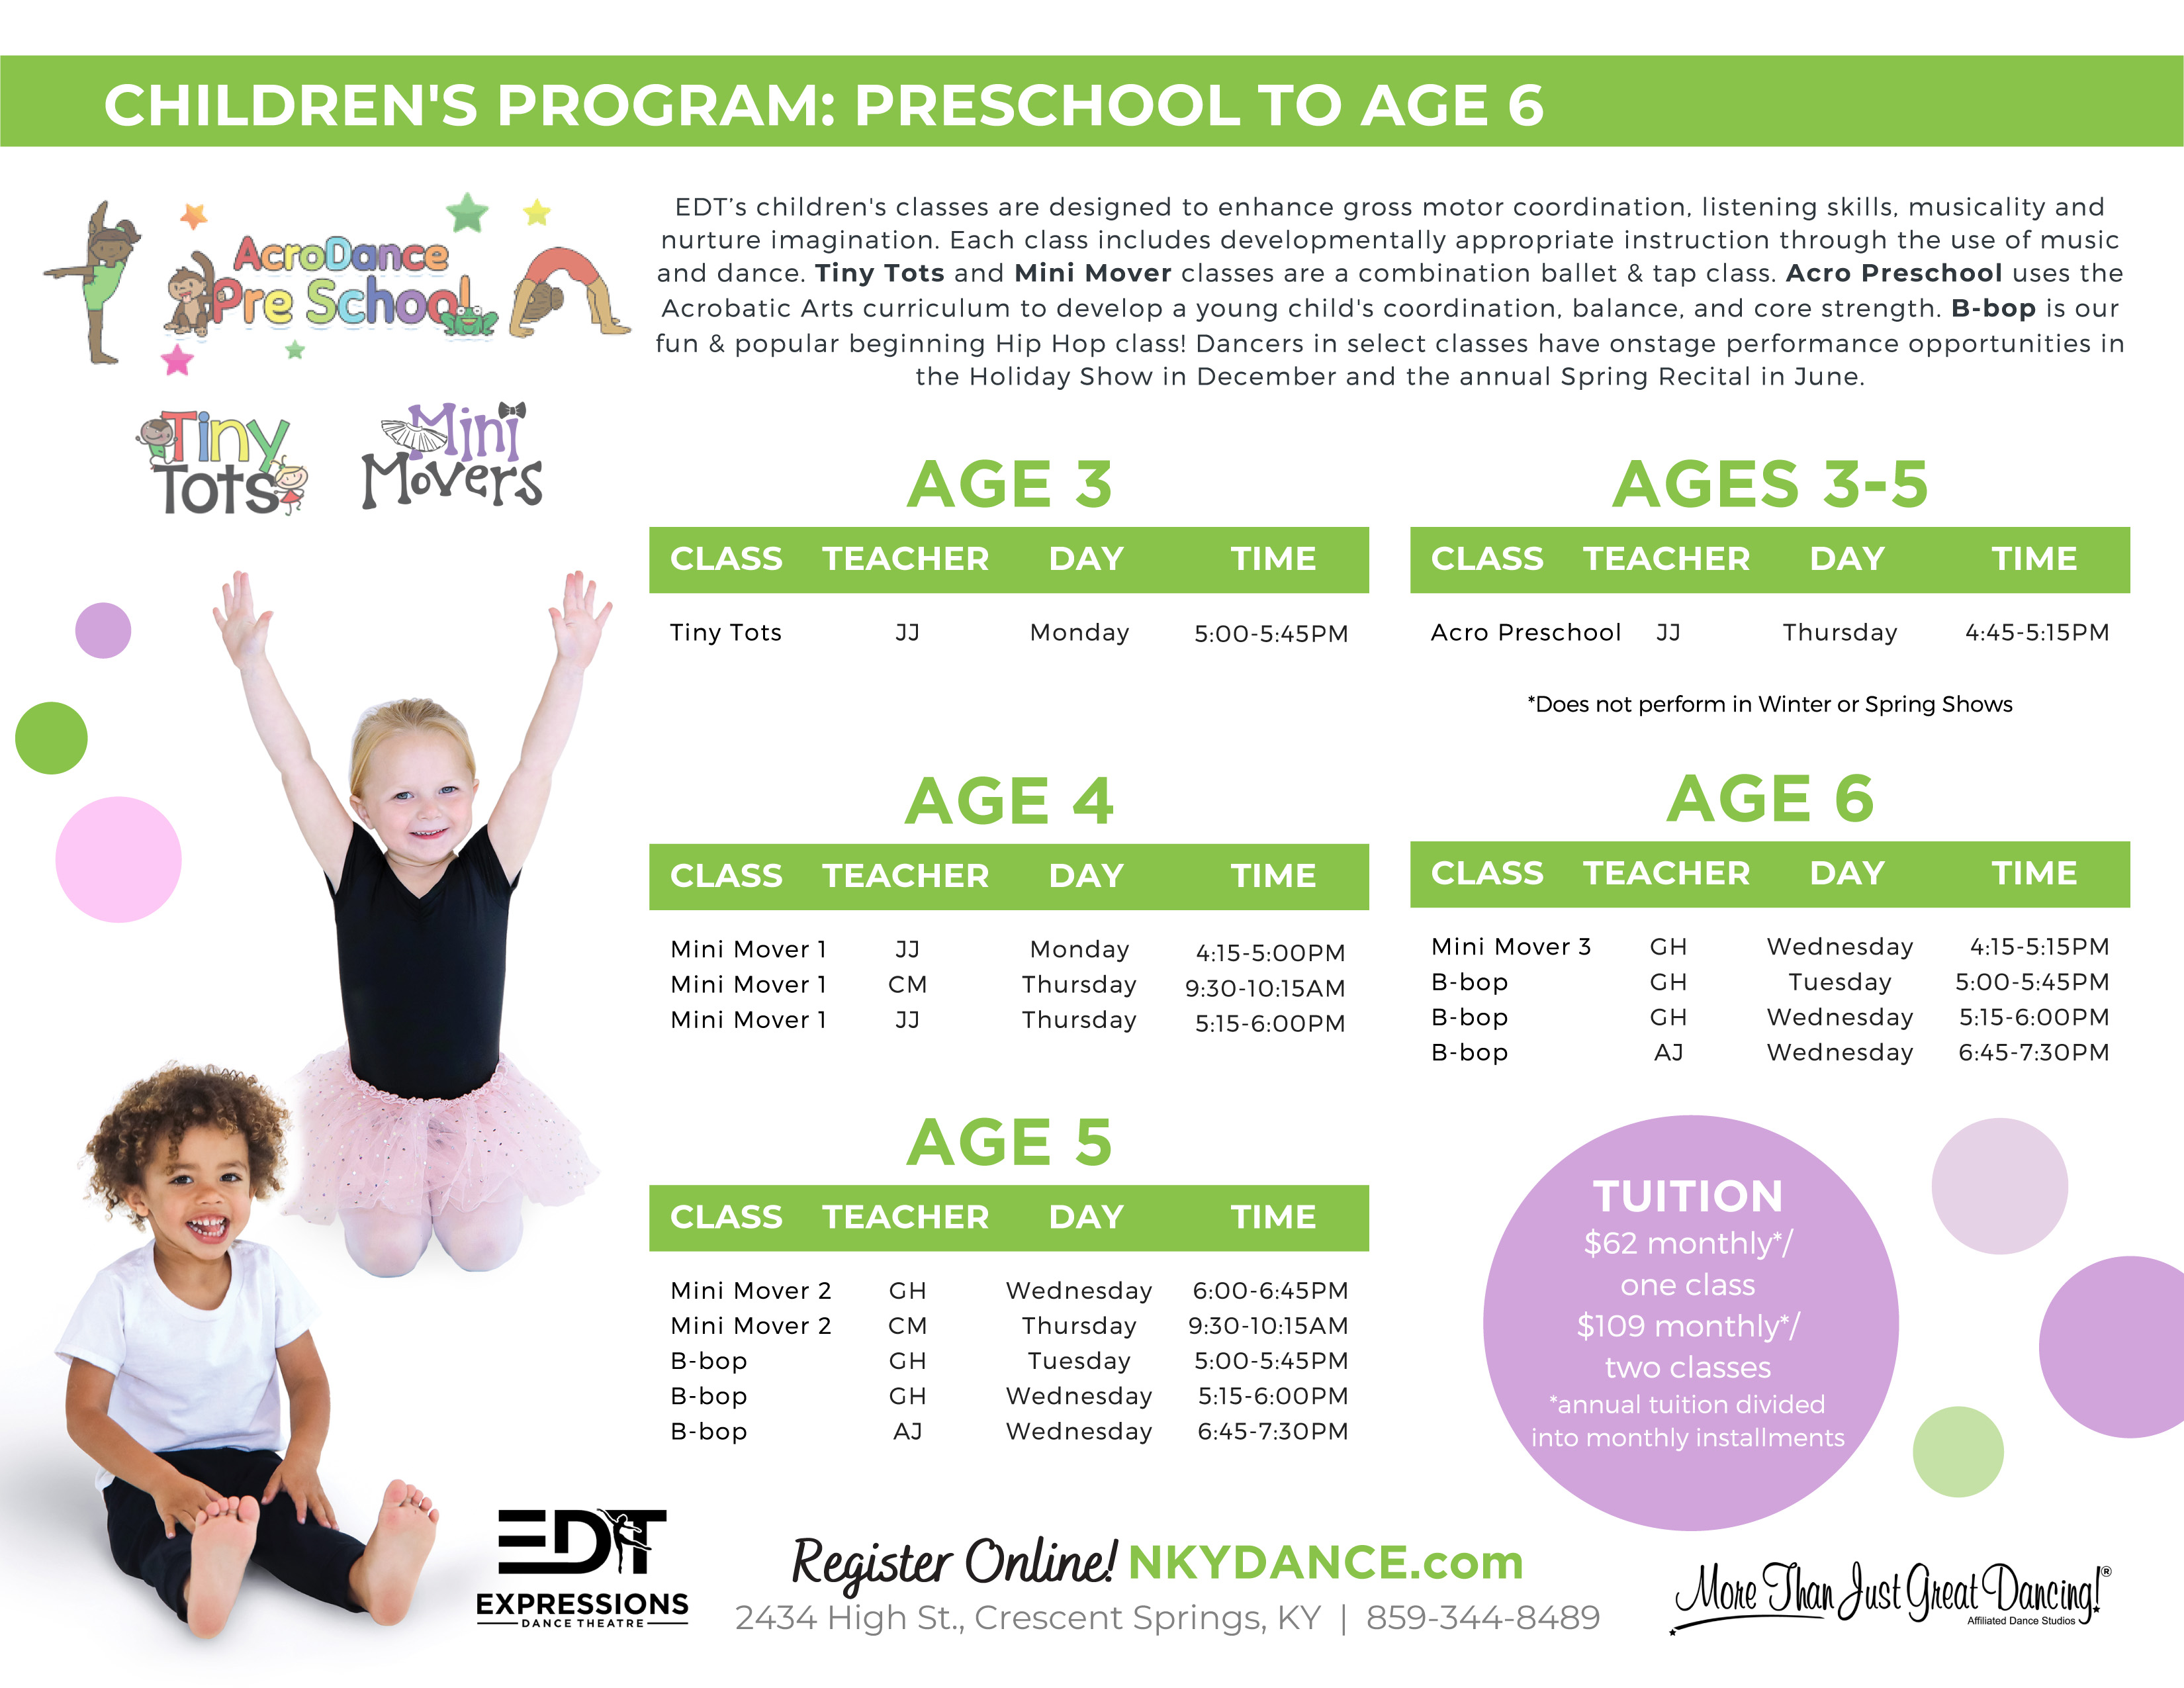 CHILDREN'S PROGRAM: PRESCHOOL TO AGE 6
AcroDance
Pre School
Tiny
Tots
Mini
Movers
EDT’s children's classes are designed to enhance gross motor coordination, listening skills, musicality and
nurture imagination. Each class includes developmentally appropriate instruction through the use of music
and dance. Tiny Tots and Mini Mover classes are a combination ballet & tap class. Acro Preschool uses the
Acrobatic Arts curriculum to develop a young child's coordination, balance, and core strength. B-bop is our
fun & popular beginning Hip Hop class! Dancers in select classes have onstage performance opportunities in
the Holiday Show in December and the annual Spring Recital in June.
AGE 3
CLASS TEACHER DAY TIME
Tiny Tots JJ Monday 5:00-5:45PM
AGES 3-5
CLASS TEACHER DAY TIME
Acro Preschool JJ Thursday 4:45-5:15PM
*Does not perform in Winter or Spring Shows
AGE 4
CLASS TEACHER DAY TIME
Mini Mover 1 JJ Monday 4:15-5:00PM
Mini Mover 1 CM Thursday 9:30-10:15AM
Mini Mover 1 JJ Thursday 5:15-6:00PM
AGE 6
CLASS TEACHER DAY TIME
Mini Mover 3 GH Wednesday 4:15-5:15PM
B-bop GH Tuesday 5:00-5:45PM
B-bop GH Wednesday 5:15-6:00PM
B-bop AJ Wednesday 6:45-7:30PM
AGE 5
CLASS TEACHER DAY TIME
Mini Mover 2 GH Wednesday 6:00-6:45PM
Mini Mover 2 CM Thursday 9:30-10:15AM
B-bop GH Tuesday 5:00-5:45PM
B-bop GH Wednesday 5:15-6:00PM
B-bop AJ Wednesday 6:45-7:30PM
TUITION
$62 monthly*/
one class
$109 monthly*/
two classes
*annual tuition divided
into monthly installments
EDT
EXPRESSIONS
DANCE THEATRE
Register Online! NKYDANCE.com
2434 High St., Crescent Springs, KY | 859-344-8489
More Than Just Great Dancing!®
Affiliated Dance Studios